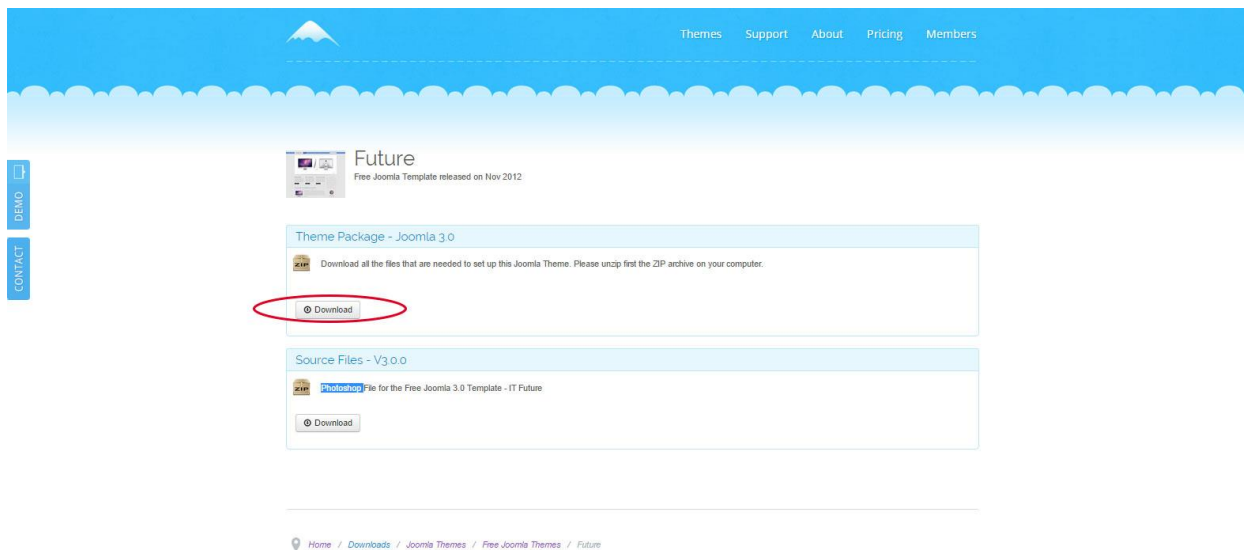 Themes Support About Pricing Members
Future
Free Joomla Template released on Nov 2012
DEMO
CONTACT
Theme Package - Joomla 3.0
ZIP Download all the files that are needed to set up this Joomla Theme. Please unzip first the ZIP archive on your computer.
Download
Source Files - V3.0.0
ZIP Photoshop File for the Free Joomla 3.0 Template - IT Future
Download
Home / Downloads / Joomla Themes / Free Joomla Themes / Future